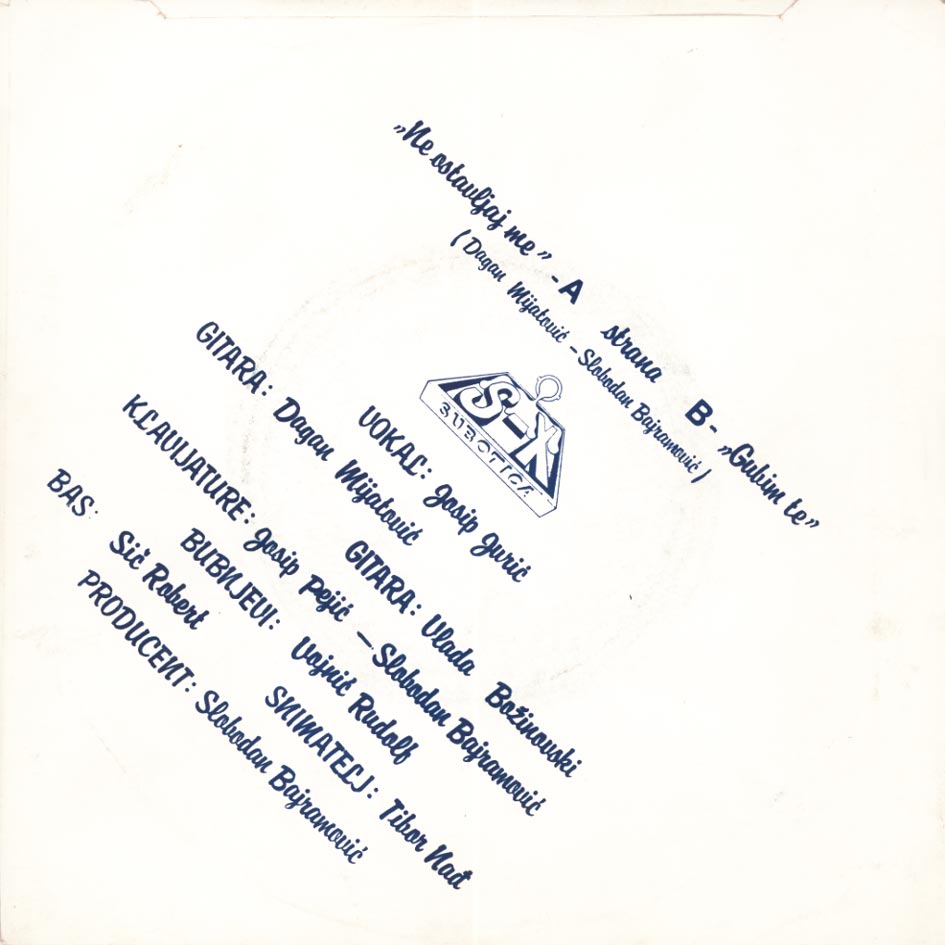 „Ne ostavljaj me” - A strana B - „Gubim te”
(Dagan Mijatović - Slobodan Bajramović)
S-X
SUBOTICA
VOKAL: Josip Jurić
GITARA: Dagan Mijatović GITARA: Vlada Božinovski
KLAVIJATURE: Josip Pejić - Slobodan Bajramović
BUBNJEVI: Vojnić Rudolf
BAS: Sič Robert SNIMATELJ: Tibor Nađ
PRODUCENT: Slobodan Bajramović